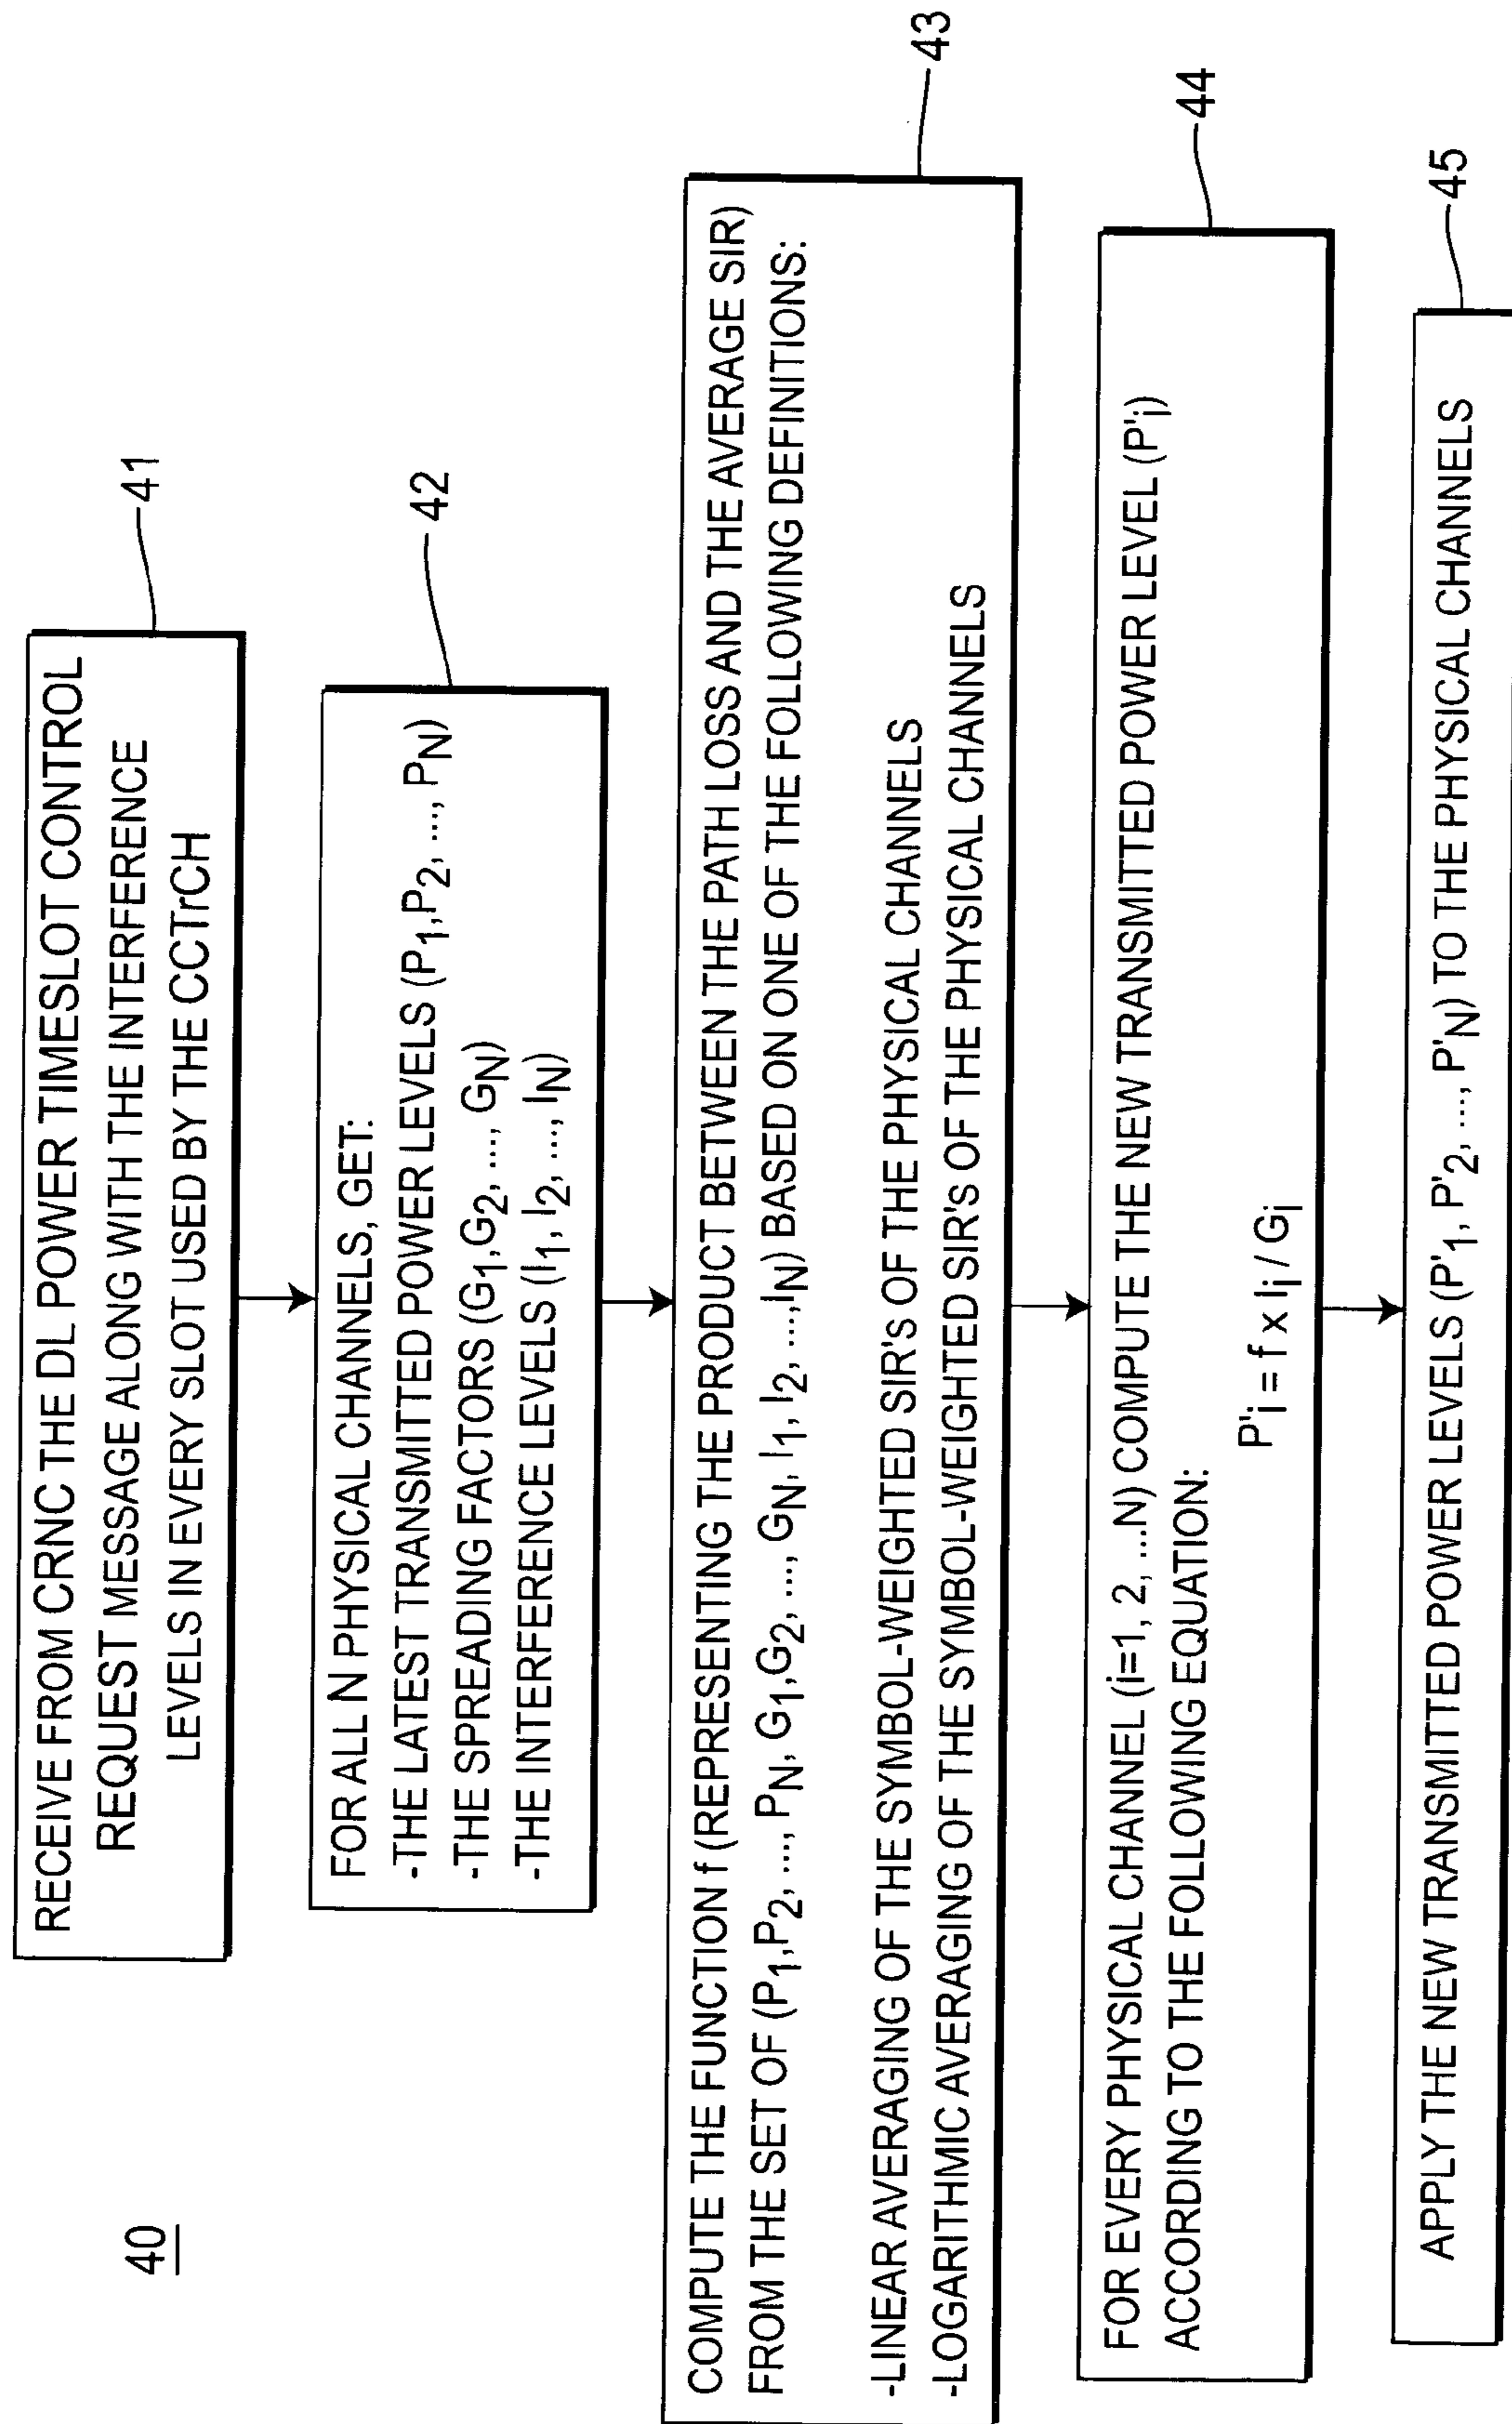 40
RECEIVE FROM CRNC THE DL POWER TIMESLOT CONTROL
REQUEST MESSAGE ALONG WITH THE INTERFERENCE
LEVELS IN EVERY SLOT USED BY THE CCTrCH
41
FOR ALL N PHYSICAL CHANNELS, GET:
-THE LATEST TRANSMITTED POWER LEVELS (P1,P2, ..., PN)
-THE SPREADING FACTORS (G1,G2, ..., GN)
-THE INTERFERENCE LEVELS (I1, I2, ..., IN)
42
COMPUTE THE FUNCTION f (REPRESENTING THE PRODUCT BETWEEN THE PATH LOSS AND THE AVERAGE SIR)
FROM THE SET OF (P1,P2, ..., PN, G1,G2, ..., GN, I1, I2, ...,IN) BASED ON ONE OF THE FOLLOWING DEFINITIONS:
-LINEAR AVERAGING OF THE SYMBOL-WEIGHTED SIR'S OF THE PHYSICAL CHANNELS
-LOGARITHMIC AVERAGING OF THE SYMBOL-WEIGHTED SIR'S OF THE PHYSICAL CHANNELS
43
FOR EVERY PHYSICAL CHANNEL (i=1, 2, ...N) COMPUTE THE NEW TRANSMITTED POWER LEVEL (P'i)
ACCORDING TO THE FOLLOWING EQUATION:
P'i = f x Ii / Gi
44
APPLY THE NEW TRANSMITTED POWER LEVELS (P'1, P'2, ..., P'N) TO THE PHYSICAL CHANNELS
45